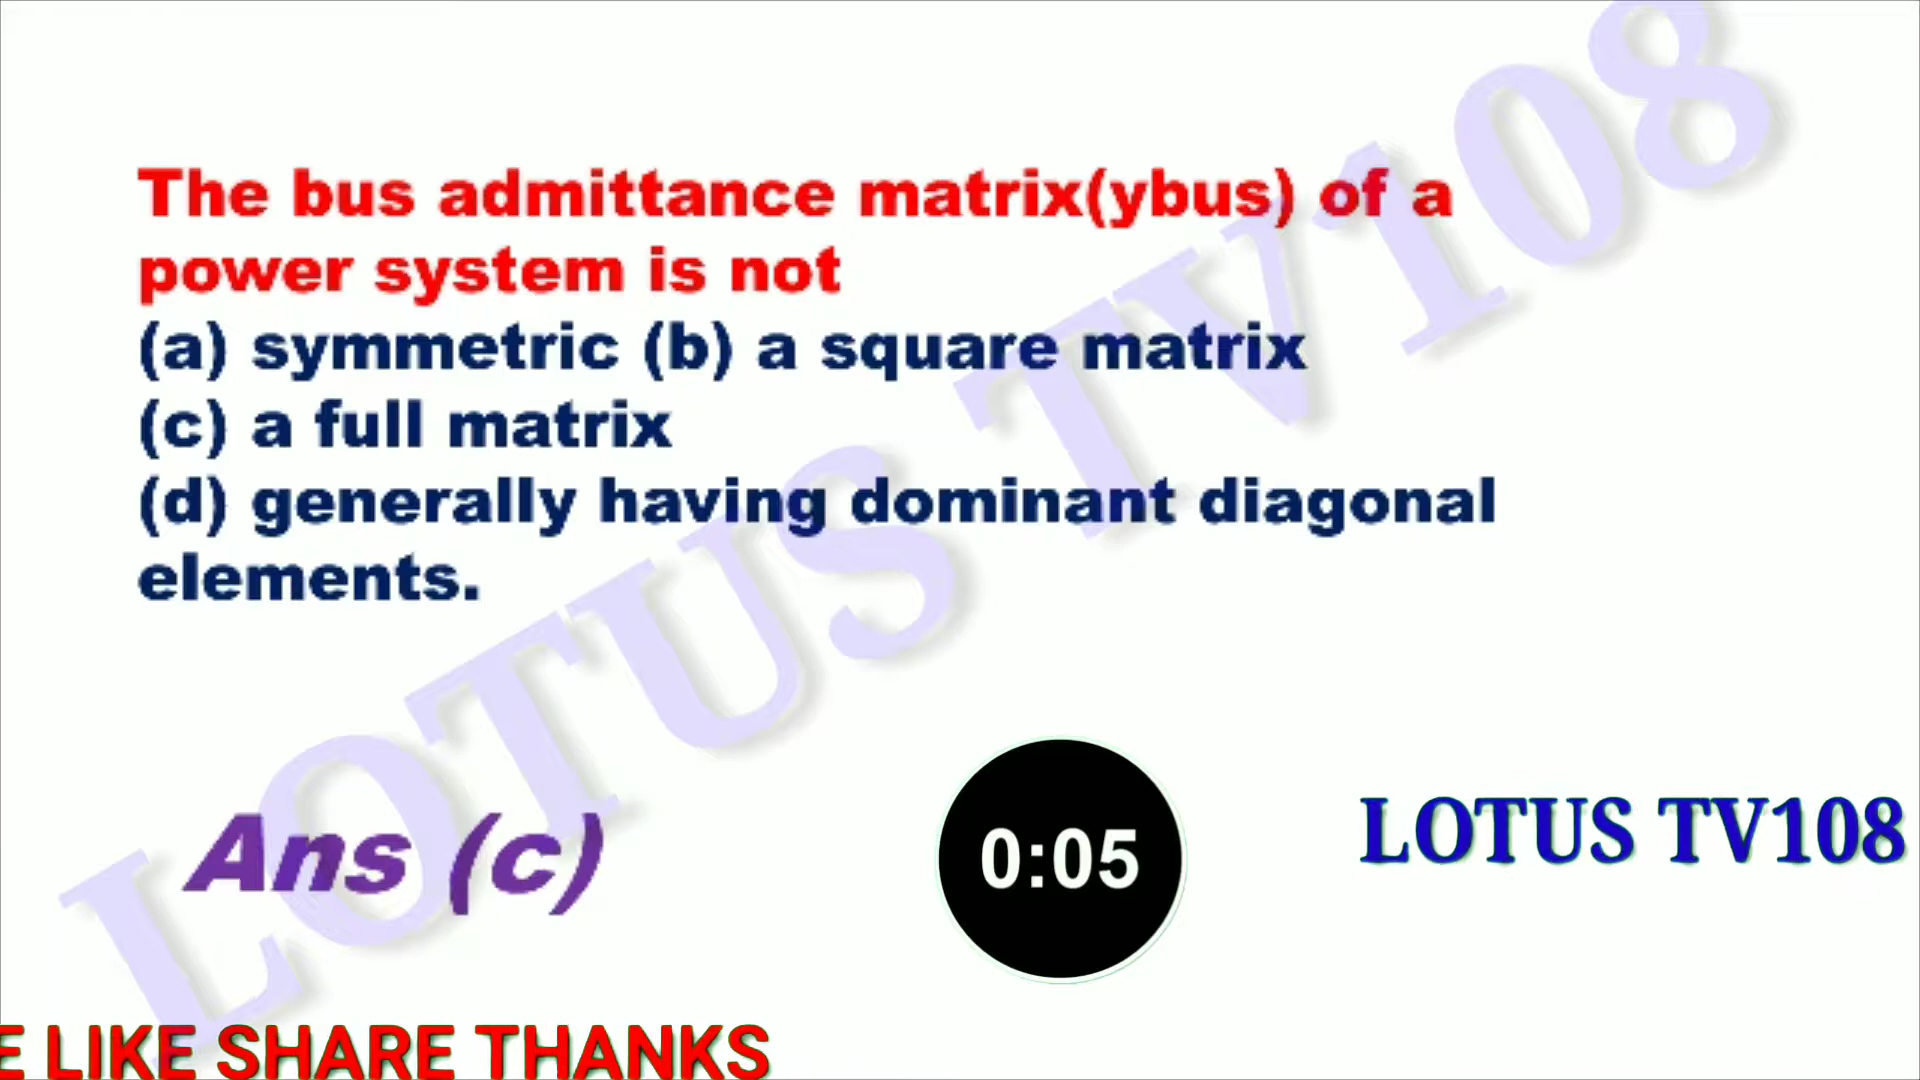 The bus admittance matrix(ybus) of a
power system is not
(a) symmetric (b) a square matrix
(c) a full matrix
(d) generally having dominant diagonal
elements.
LOTUS TV108
Ans (c)
0:05
LOTUS TV108
E LIKE SHARE THANKS